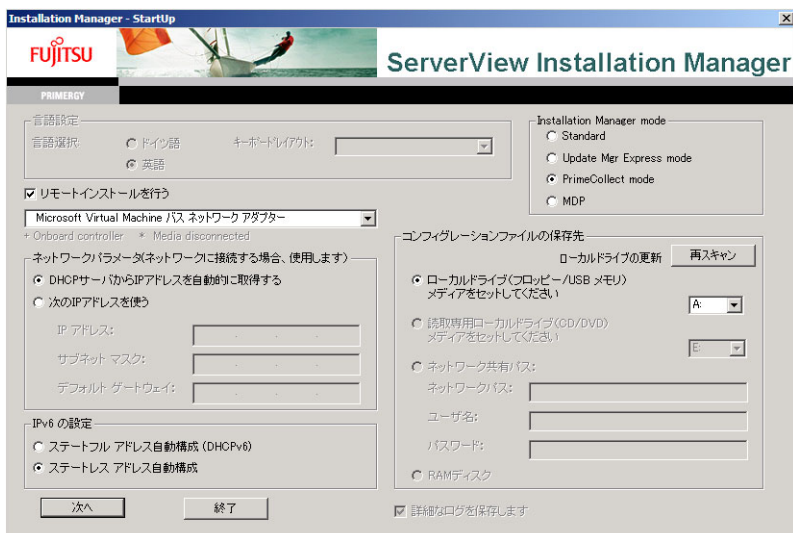 Installation Manager - StartUp
FUJITSU
ServerView Installation Manager
PRIMERGY
言語設定
言語選択: ドイツ語 キーボードレイアウト:
英語
Installation Manager mode
Standard
Update Mgr Express mode
PrimeCollect mode
MDP
リモートインストールを行う
Microsoft Virtual Machine バス ネットワーク アダプター
+ Onboard controller * Media disconnected
ネットワークパラメータ(ネットワークに接続する場合、使用します)
DHCPサーバからIPアドレスを自動的に取得する
次のIPアドレスを使う
IP アドレス:
サブネット マスク:
デフォルト ゲートウェイ:
IPv6 の設定
ステートフル アドレス自動構成 (DHCPv6)
ステートレス アドレス自動構成
次へ 終了
コンフィグレーションファイルの保存先
ローカルドライブの更新 再スキャン
ローカルドライブ(フロッピー/USB メモリ)
メディアをセットしてください
A:
読取専用ローカルドライブ(CD/DVD)
メディアをセットしてください
E:
ネットワーク共有パス:
ネットワークパス:
ユーザ名:
パスワード:
RAMディスク
詳細なログを保存します